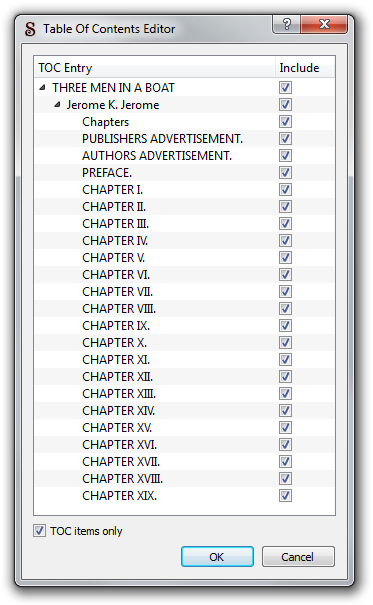 Table Of Contents Editor
TOC Entry Include
THREE MEN IN A BOAT
Jerome K. Jerome
Chapters
PUBLISHERS ADVERTISEMENT.
AUTHORS ADVERTISEMENT.
PREFACE.
CHAPTER I.
CHAPTER II.
CHAPTER III.
CHAPTER IV.
CHAPTER V.
CHAPTER VI.
CHAPTER VII.
CHAPTER VIII.
CHAPTER IX.
CHAPTER X.
CHAPTER XI.
CHAPTER XII.
CHAPTER XIII.
CHAPTER XIV.
CHAPTER XV.
CHAPTER XVI.
CHAPTER XVII.
CHAPTER XVIII.
CHAPTER XIX.
TOC items only
OK Cancel